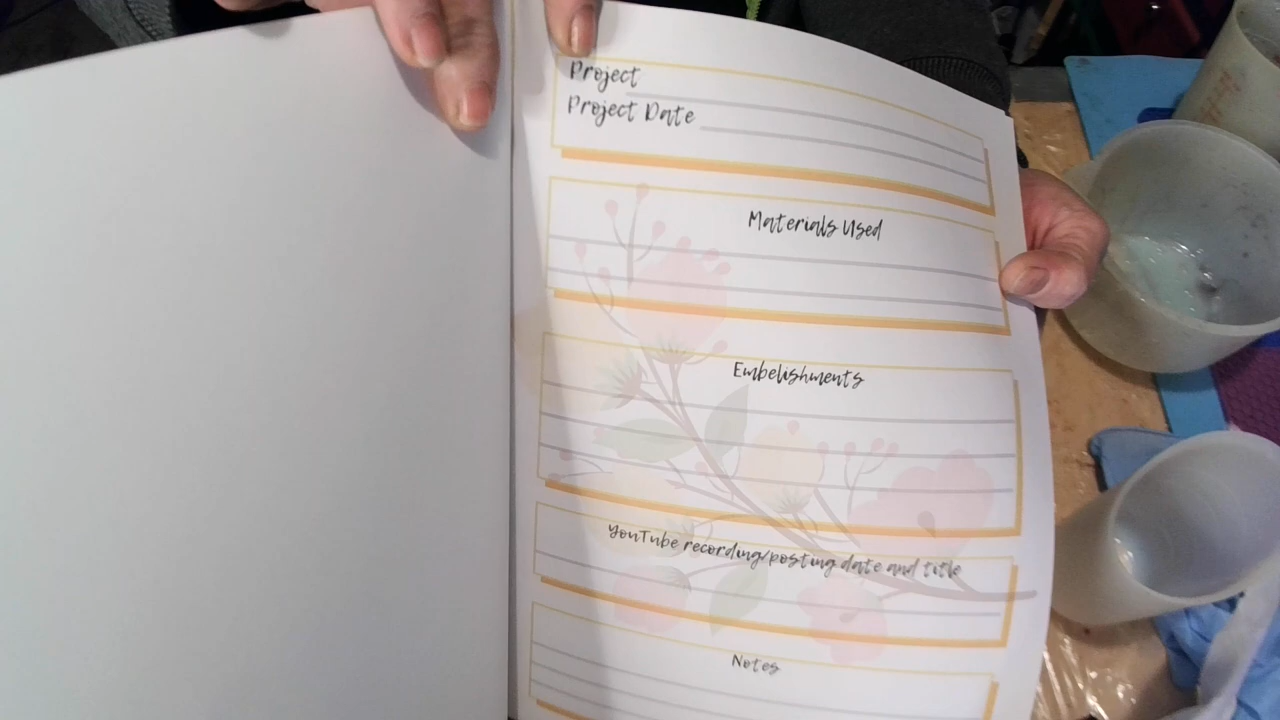 Project
Project Date
Materials Used
Embelishments
YouTube recording/posting date and title
Notes